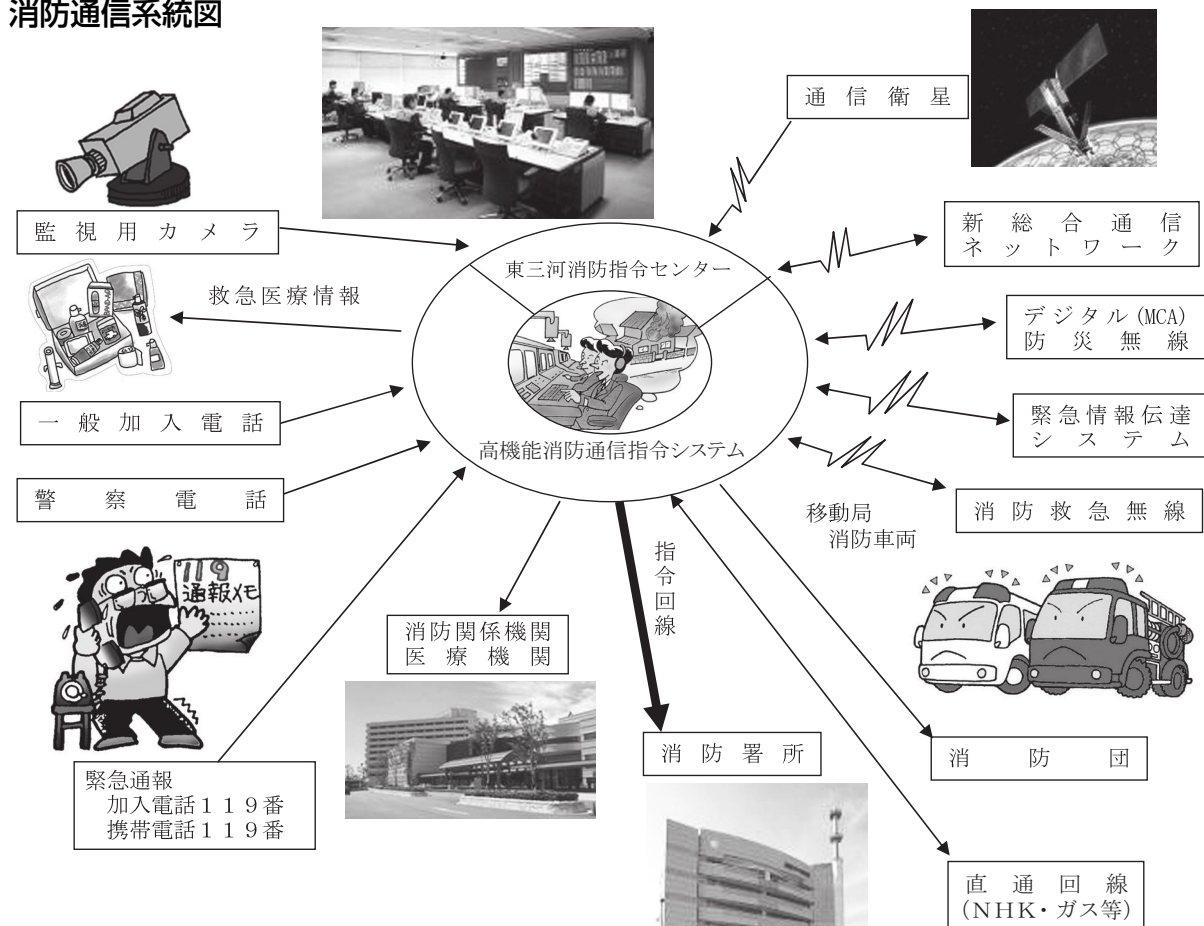 消防通信系統図
通信衛星
監視用カメラ
新総合通信
ネットワーク
東三河消防指令センター
救急医療情報
デジタル(MCA)
防災無線
一般加入電話
緊急情報伝達
システム
高機能消防通信指令システム
警察電話
消防救急無線
移動局
消防車両
指令回線
119
通報メモ
消防関係機関
医療機関
消防署所
消防団
緊急通報
加入電話119番
携帯電話119番
直通回線
(NHK・ガス等)